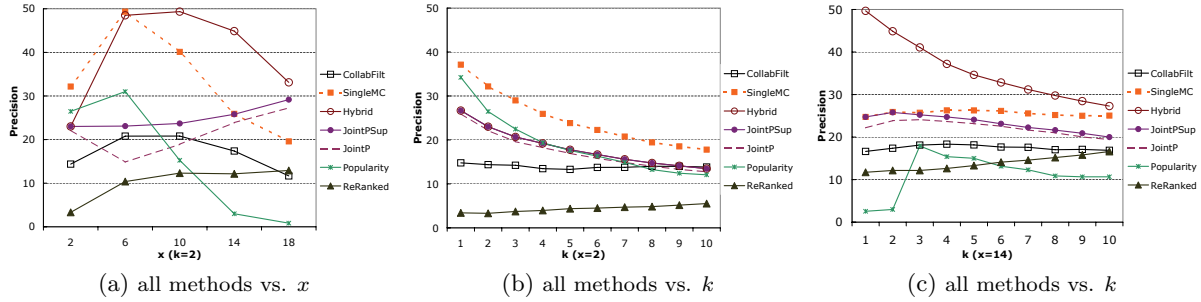 50
40
30
20
10
0
Precision
2 6 10 14 18
x (k=2)
CollabFilt
SingleMC
Hybrid
JointPSup
JointP
Popularity
ReRanked
(a) all methods vs. x
50
40
30
20
10
0
Precision
1 2 3 4 5 6 7 8 9 10
k (x=2)
CollabFilt
SingleMC
Hybrid
JointPSup
JointP
Popularity
ReRanked
(b) all methods vs. k
50
40
30
20
10
0
Precision
1 2 3 4 5 6 7 8 9 10
k (x=14)
CollabFilt
SingleMC
Hybrid
JointPSup
JointP
Popularity
ReRanked
(c) all methods vs. k